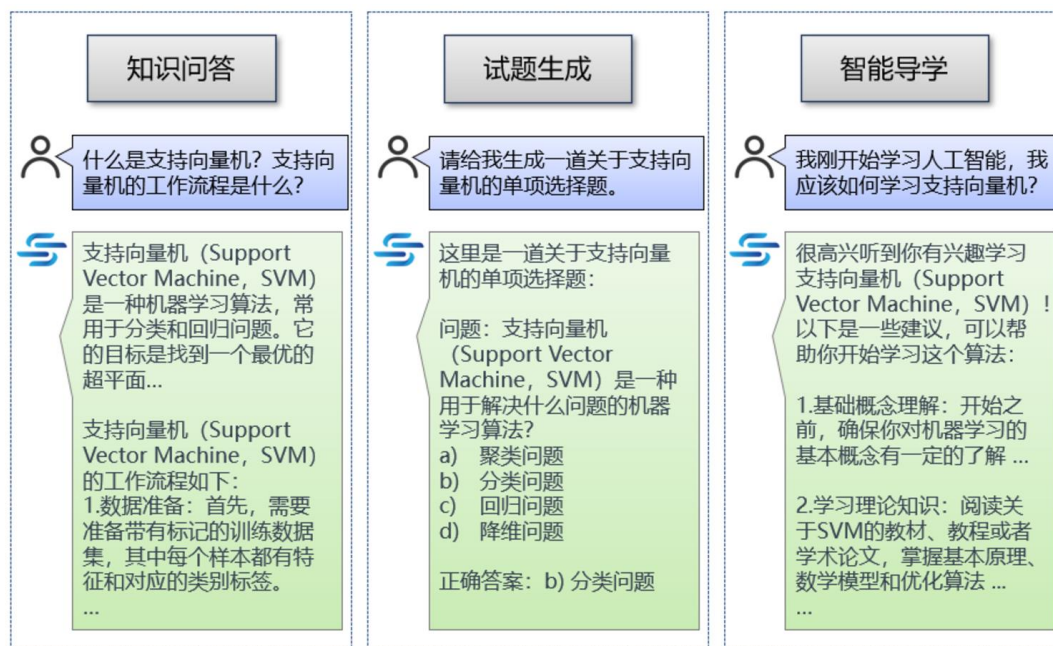 知识问答
什么是支持向量机？支持向
量机的工作流程是什么？
支持向量机（Support
Vector Machine，SVM）
是一种机器学习算法，常
用于分类和回归问题。它
的目标是找到一个最优的
超平面...
支持向量机（Support
Vector Machine，SVM）
的工作流程如下：
1.数据准备：首先，需要
准备带有标记的训练数据
集，其中每个样本都有特
征和对应的类别标签。
...
试题生成
请给我生成一道关于支持向
量机的单项选择题。
这里是一道关于支持向量
机的单项选择题：
问题：支持向量机
（Support Vector
Machine，SVM）是一种
用于解决什么问题的机器
学习算法？
a) 聚类问题
b) 分类问题
c) 回归问题
d) 降维问题
正确答案：b) 分类问题
智能导学
我刚开始学习人工智能，我
应该如何学习支持向量机？
很高兴听到你有兴趣学习
支持向量机（Support
Vector Machine，SVM）！
以下是一些建议，可以帮
助你开始学习这个算法：
1.基础概念理解：开始之
前，确保你对机器学习的
基本概念有一定的了解 ...
2.学习理论知识：阅读关
于SVM的教材、教程或者
学术论文，掌握基本原理、
数学模型和优化算法 ...
...